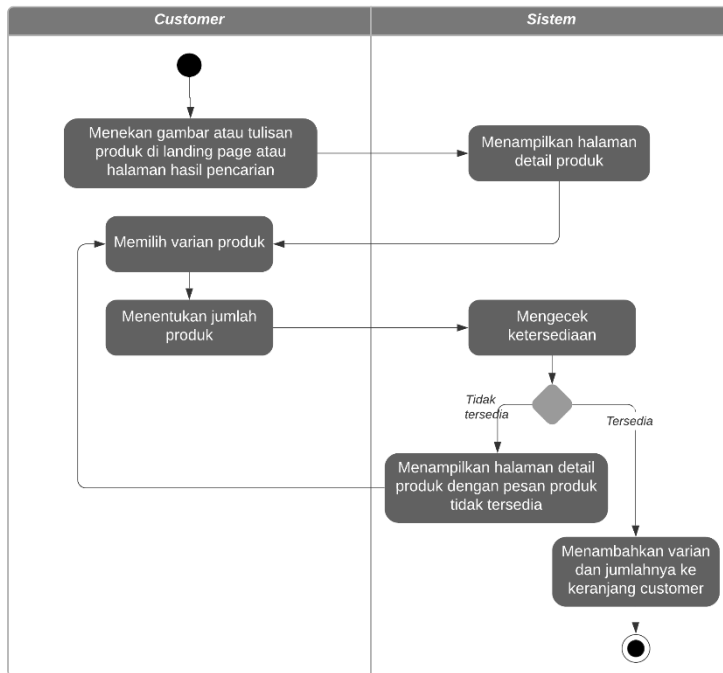 Customer
Sistem
Menekan gambar atau tulisan
produk di landing page atau
halaman hasil pencarian
Menampilkan halaman
detail produk
Memilih varian produk
Menentukan jumlah
produk
Mengecek
ketersediaan
Tidak
tersedia
Tersedia
Menampilkan halaman detail
produk dengan pesan produk
tidak tersedia
Menambahkan varian
dan jumlahnya ke
keranjang customer